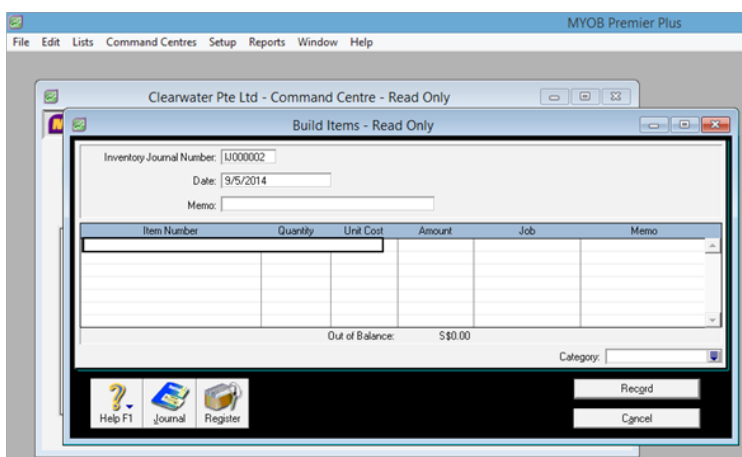 MYOB Premier Plus
File Edit Lists Command Centres Setup Reports Window Help
Clearwater Pte Ltd - Command Centre - Read Only
Build Items - Read Only
Inventory Journal Number: IJ000002
Date: 9/5/2014
Memo:
Item Number Quantity Unit Cost Amount Job Memo
Out of Balance: S$0.00
Category:
Help F1 Journal Register
Record
Cancel